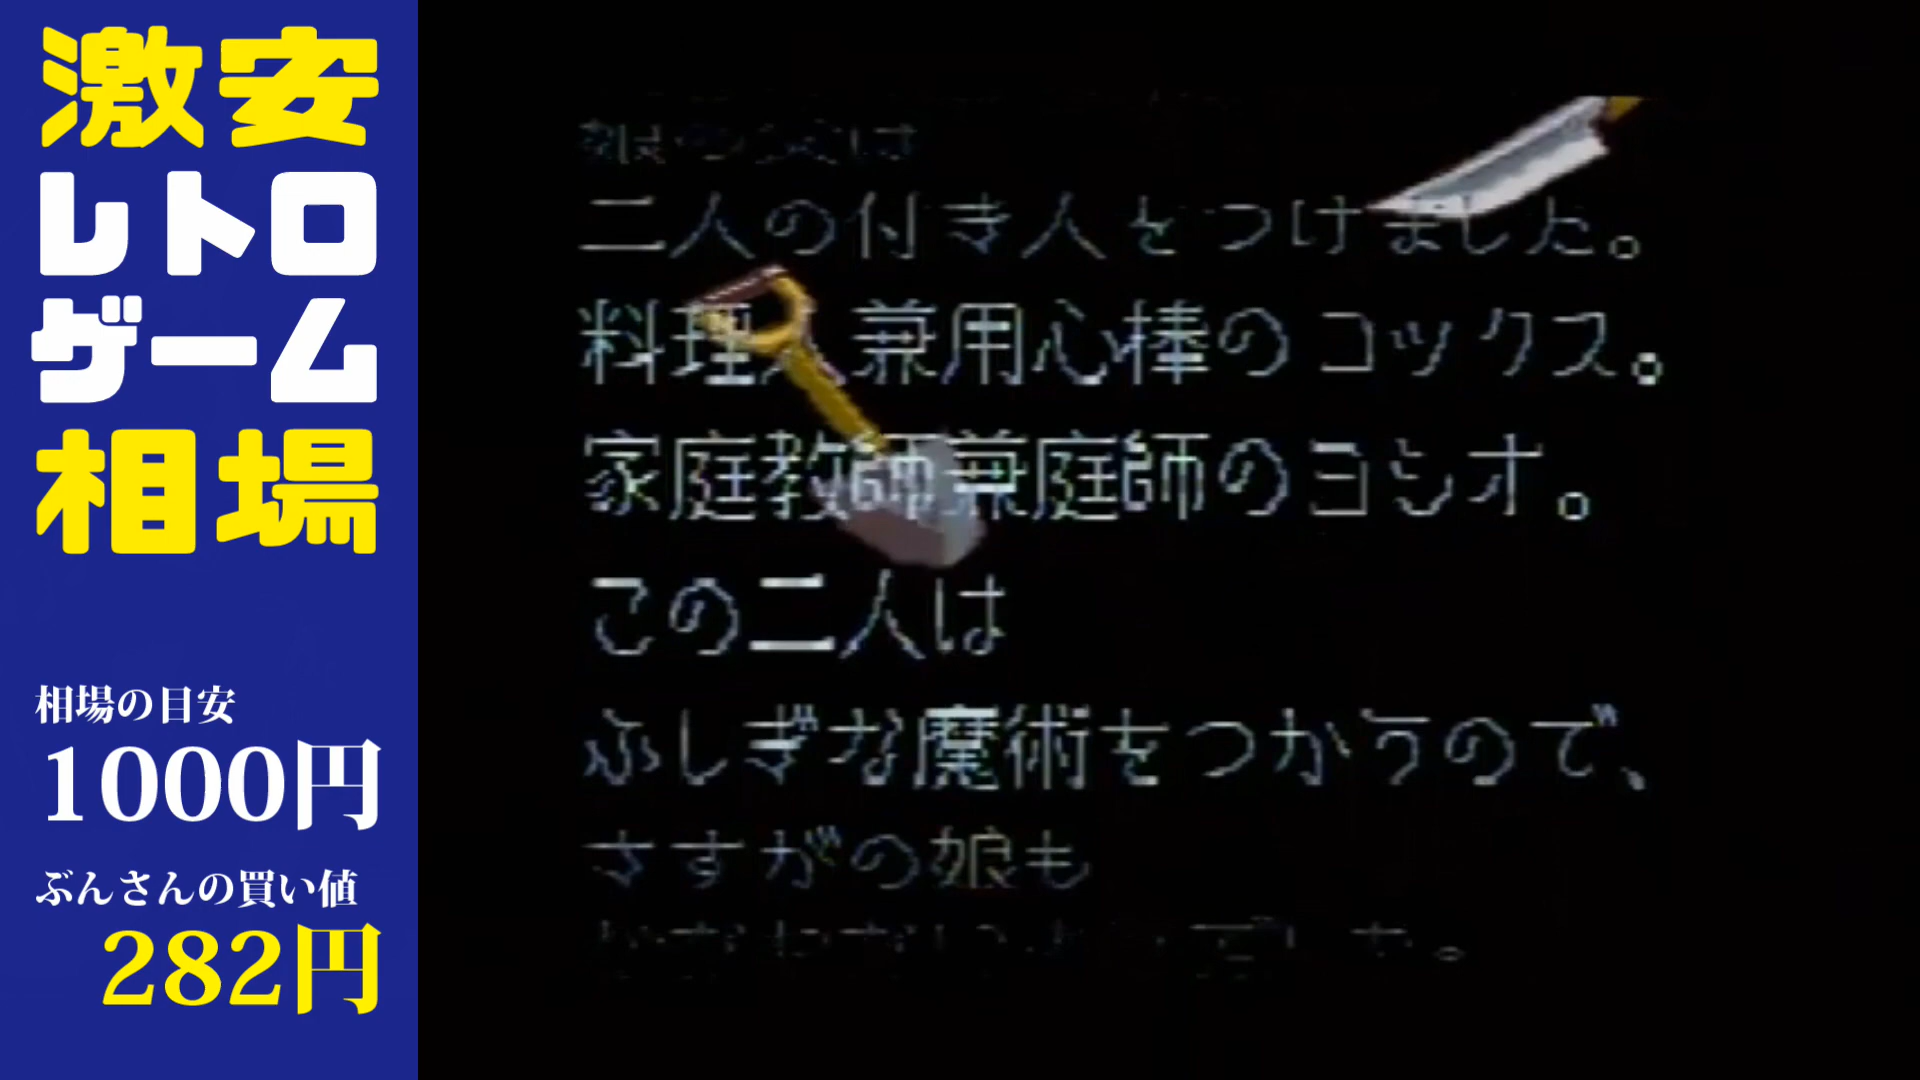 激安
レトロ
ゲーム
相場
相場の目安
1000円
ぶんさんの買い値
282円
娘の父は
二人の付き人をつけました。
料理人兼用心棒のコックス。
家庭教師兼庭師のヨシオ。
この二人は
ふしぎな魔術をつかうので、
さすがの娘も